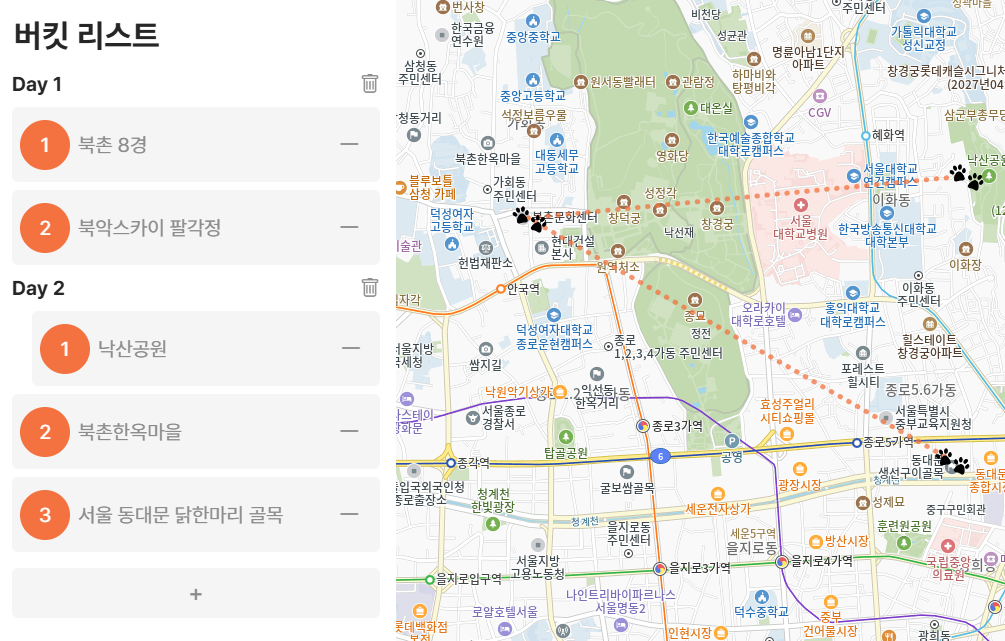 버킷 리스트
Day 1
1
북촌 8경
2
북악스카이 팔각정
Day 2
1
낙산공원
2
북촌한옥마을
3
서울 동대문 닭한마리 골목
+
번사창
한국금융
연수원
중앙중학교
비천당
성균관
주민센터
가톨릭대학교
성신교정
명륜아남1단지
아파트
삼청동
주민센터
중앙고등학교
원서동빨래터
관람정
하마비와
탕평비각
창경궁롯데캐슬시그니처
(2027년04
CGV
대온실
석정보름우물
삼군부총무당
청동거리
한국예술종합학교
대학로캠퍼스
혜화역
대동세무
고등학교
북촌한옥마을
영화당
낙산공원
서울대학교
연건캠퍼스
블루보틀
삼청 카페
가회동
주민센터
성정각
이화동
덕성여자
고등학교
북촌문화센터
창덕궁
창경궁
서울
대학교병원
한국방송통신대학교
대학본부
낙선재
헌법재판소
현대건설
본사
원역처소
이화장
안국역
종묘
정전
오라카이
대학로호텔
홍익대학교
대학로캠퍼스
이화동
주민센터
덕성여자대학교
종로운현캠퍼스
힐스테이트
창경궁아파트
종로
1,2,3,4가동 주민센터
쌈지길
포레스트
힐시티
종로5.6가동
낙원악기상가
익선동
한옥거리
효성주얼리
시티쇼핑몰
서울특별시
중부교육지원청
서울종로
경찰서
종로3가역
탑골공원
공영
종로5가역
종각역
6
동대문
생선구이골목
굴보쌈골목
광장시장
청계천
한빛광장
세운전자상가
성제묘
중구구민회관
청계천
을지로동
주민센터
세운5구역
을지로동
방산시장
훈련원공원
서울지방
고용노동청
을지로입구역
을지로3가역
을지로4가역
국립중앙
의료원
나인트리바이파르나스
서울명동2
로얄호텔서울
덕수중학교
중부
건어물시장
인현시장
광희동